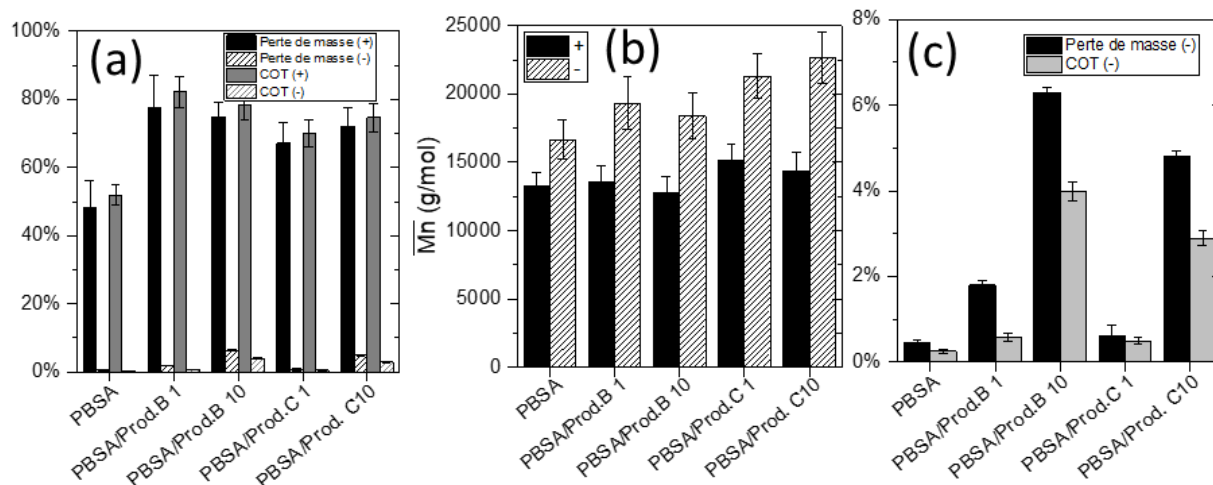 (a)
100%
80%
60%
40%
20%
0%
Perte de masse (+)
Perte de masse (-)
COT (+)
COT (-)
PBSA
PBSA/Prod.B 1
PBSA/Prod.B 10
PBSA/Prod.C 1
PBSA/Prod. C10
(b)
Mn (g/mol)
25000
20000
15000
10000
5000
0
+
-
PBSA
PBSA/Prod.B 1
PBSA/Prod.B 10
PBSA/Prod.C 1
PBSA/Prod. C10
(c)
8%
6%
4%
2%
0%
Perte de masse (-)
COT (-)
PBSA
PBSA/Prod.B 1
PBSA/Prod.B 10
PBSA/Prod.C 1
PBSA/Prod. C10